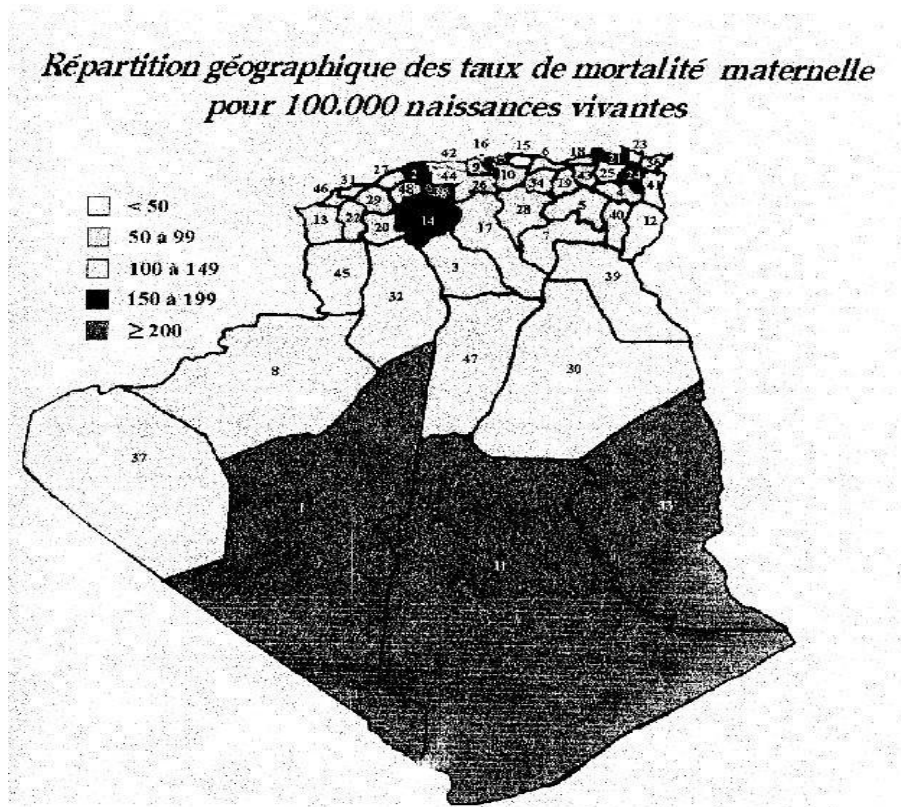 Répartition géographique des taux de mortalité maternelle
pour 100.000 naissances vivantes
< 50
50 à 99
100 à 149
150 à 199
≥ 200
16 15 6 18 21 23
42 9 10 34 19 43 25 24 36 41
46 31 27 2 44 26
13 22 29 48 38 28 5 4 40 12
20 14 17 7
45 32 3 39
8 47 30
37 1 11 33